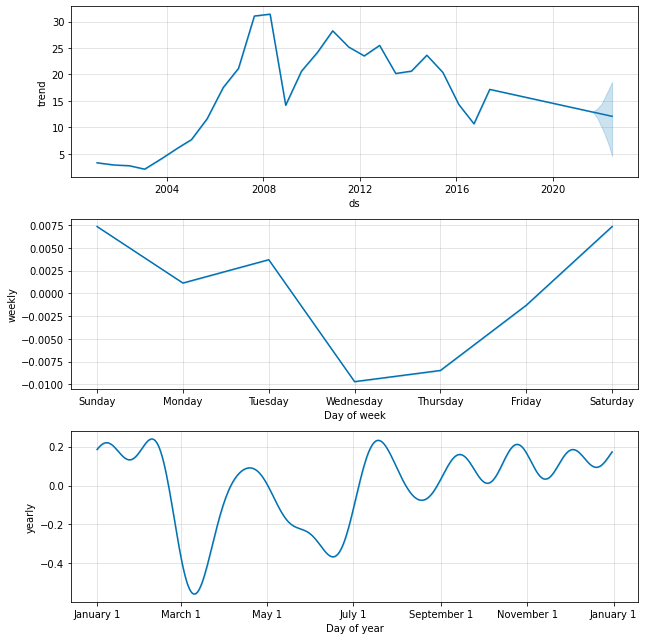 30
25
20
15
10
5
trend
2004 2008 2012 2016 2020
ds
0.0075
0.0050
0.0025
0.0000
−0.0025
−0.0050
−0.0075
−0.0100
weekly
Sunday Monday Tuesday Wednesday Thursday Friday Saturday
Day of week
0.2
0.0
−0.2
−0.4
yearly
January 1 March 1 May 1 July 1 September 1 November 1 January 1
Day of year